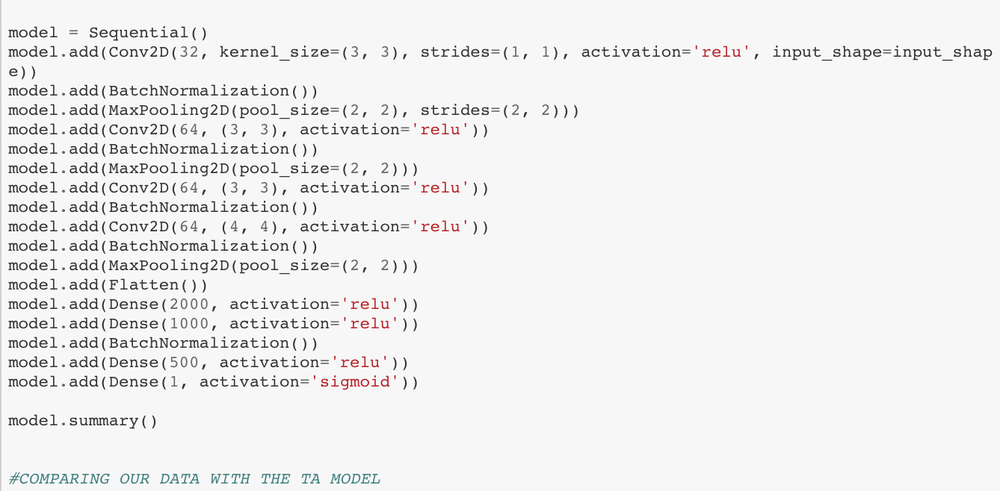 model = Sequential()
model.add(Conv2D(32, kernel_size=(3, 3), strides=(1, 1), activation='relu', input_shape=input_shap
e))
model.add(BatchNormalization())
model.add(MaxPooling2D(pool_size=(2, 2), strides=(2, 2)))
model.add(Conv2D(64, (3, 3), activation='relu'))
model.add(BatchNormalization())
model.add(MaxPooling2D(pool_size=(2, 2)))
model.add(Conv2D(64, (3, 3), activation='relu'))
model.add(BatchNormalization())
model.add(Conv2D(64, (4, 4), activation='relu'))
model.add(BatchNormalization())
model.add(MaxPooling2D(pool_size=(2, 2)))
model.add(Flatten())
model.add(Dense(2000, activation='relu'))
model.add(Dense(1000, activation='relu'))
model.add(BatchNormalization())
model.add(Dense(500, activation='relu'))
model.add(Dense(1, activation='sigmoid'))
model.summary()
#COMPARING OUR DATA WITH THE TA MODEL